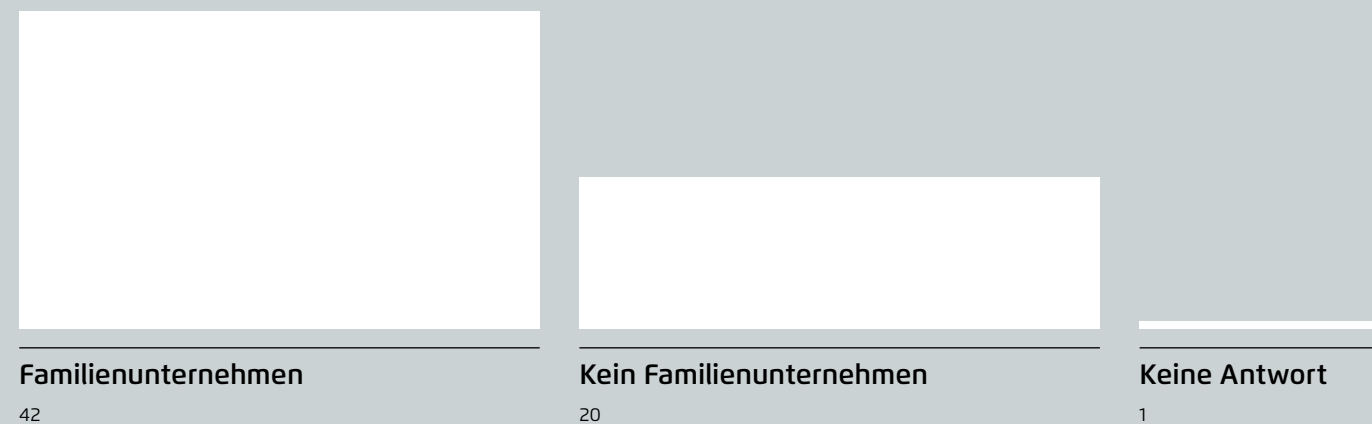 Familienunternehmen
42
Kein Familienunternehmen
20
Keine Antwort
1